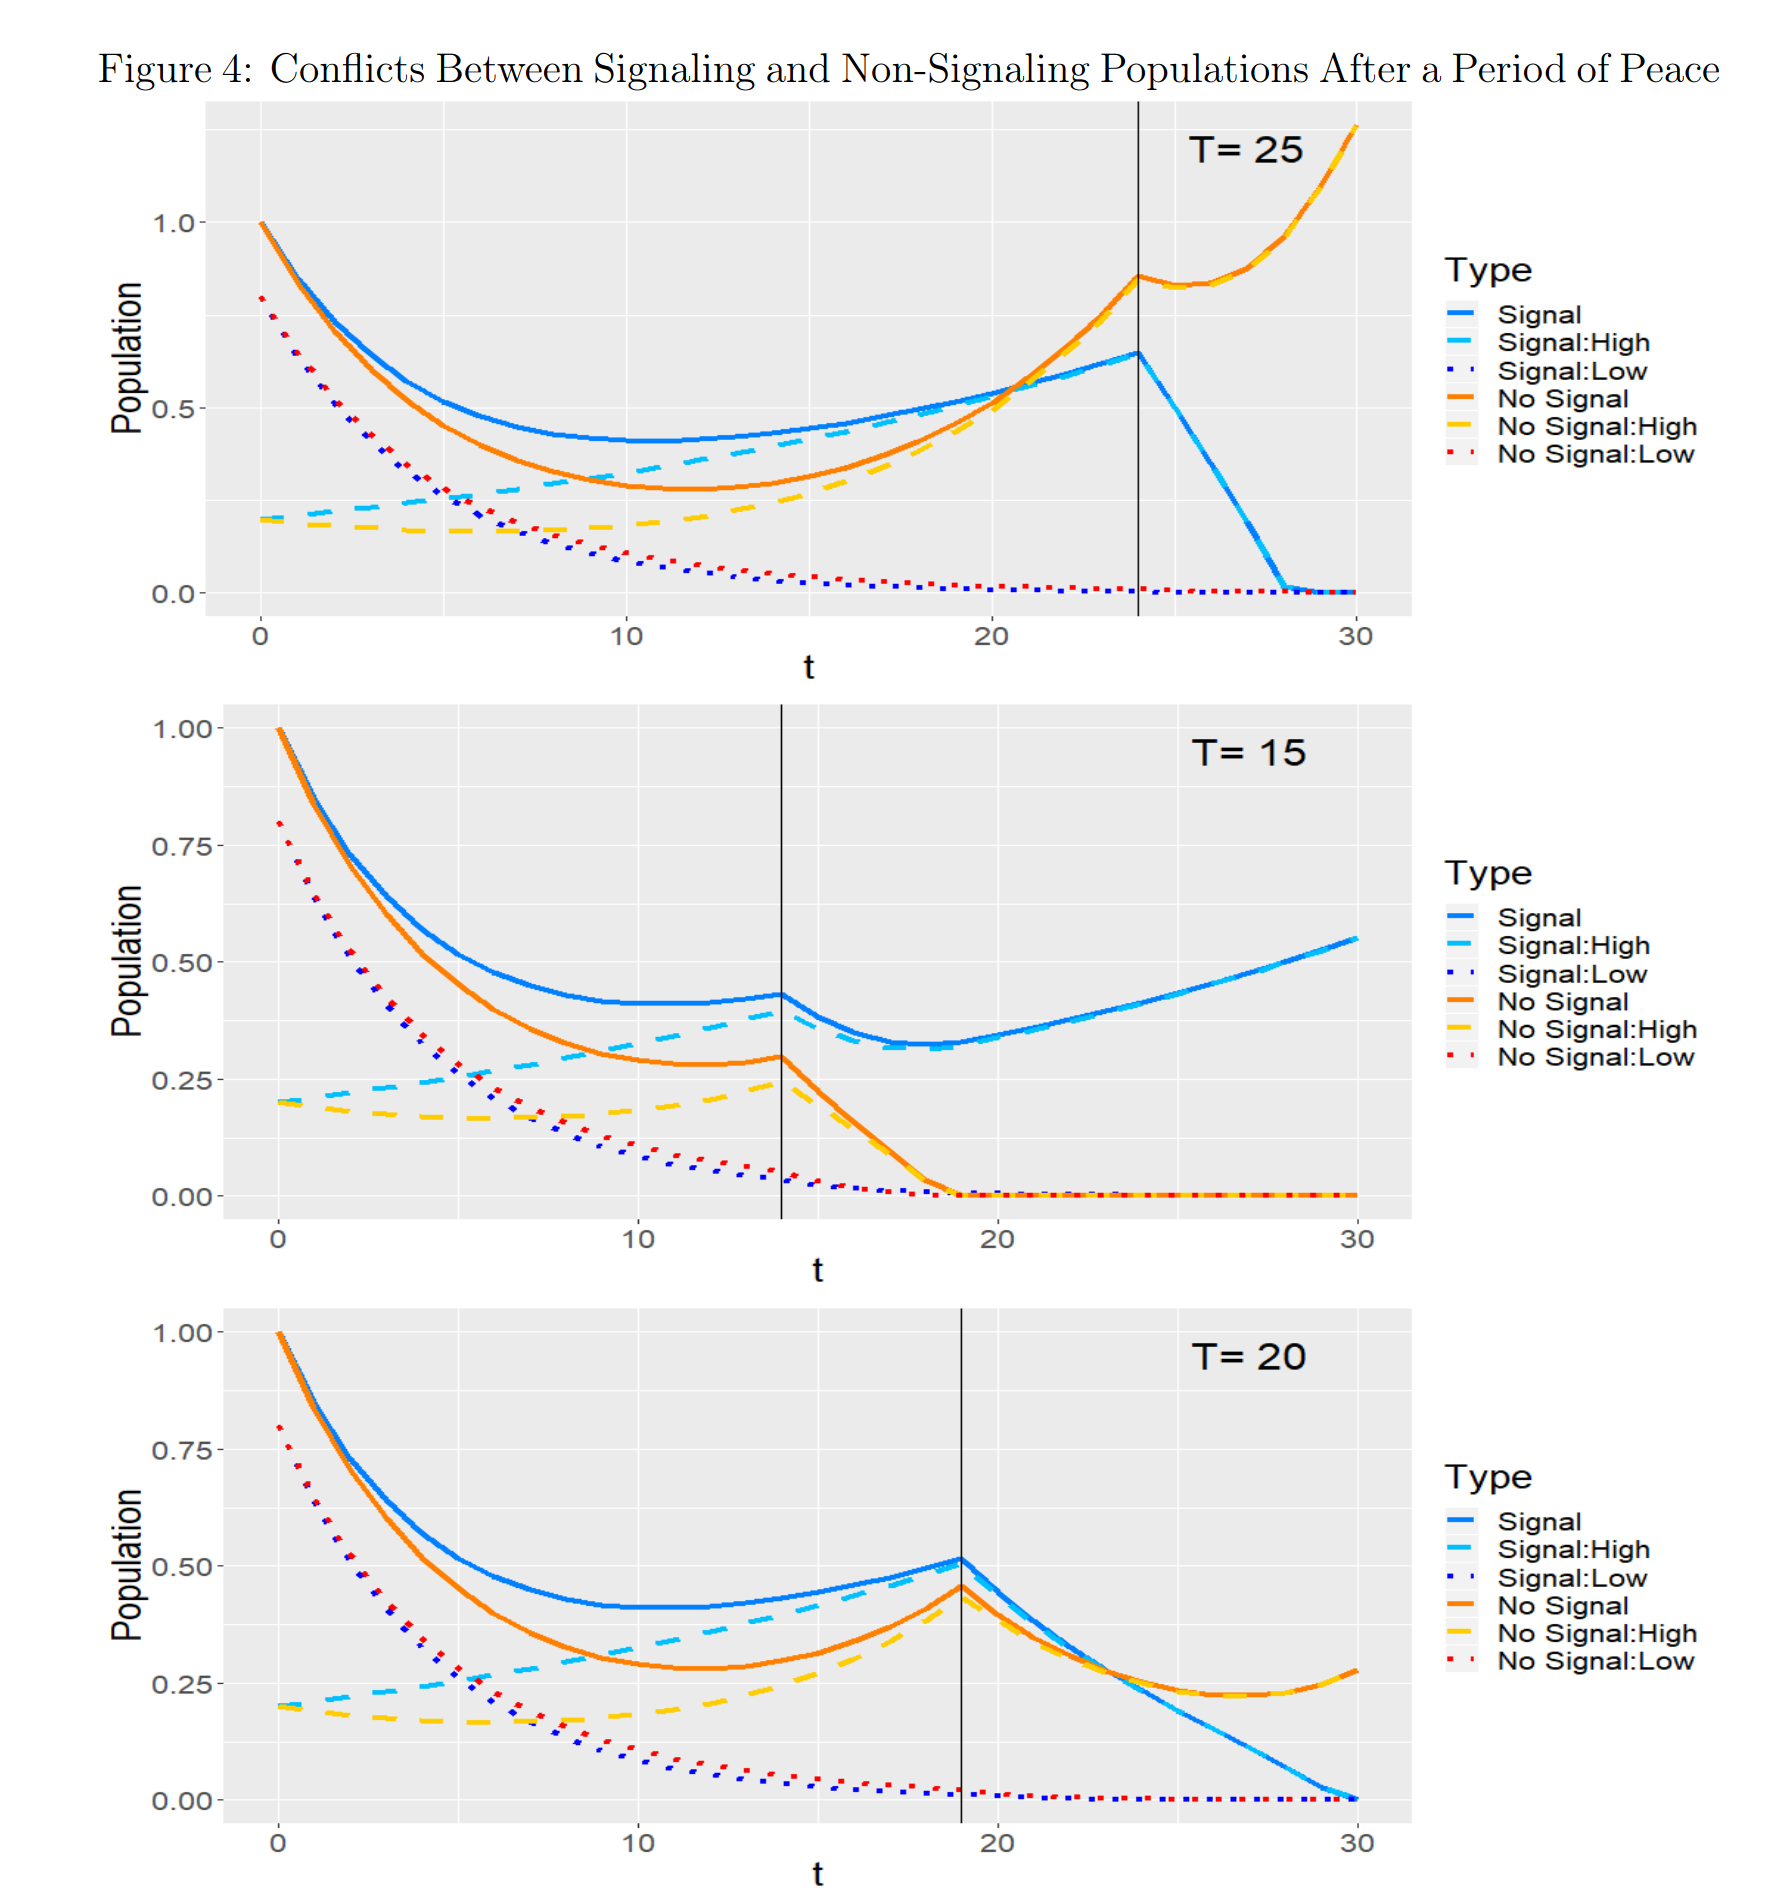 Figure 4: Conflicts Between Signaling and Non-Signaling Populations After a Period of Peace
T= 25
1.0
0.5
0.0
Population
0 10 20 30
t
Type
Signal
Signal:High
Signal:Low
No Signal
No Signal:High
No Signal:Low
T= 15
1.00
0.75
0.50
0.25
0.00
Population
0 10 20 30
t
Type
Signal
Signal:High
Signal:Low
No Signal
No Signal:High
No Signal:Low
T= 20
1.00
0.75
0.50
0.25
0.00
Population
0 10 20 30
t
Type
Signal
Signal:High
Signal:Low
No Signal
No Signal:High
No Signal:Low